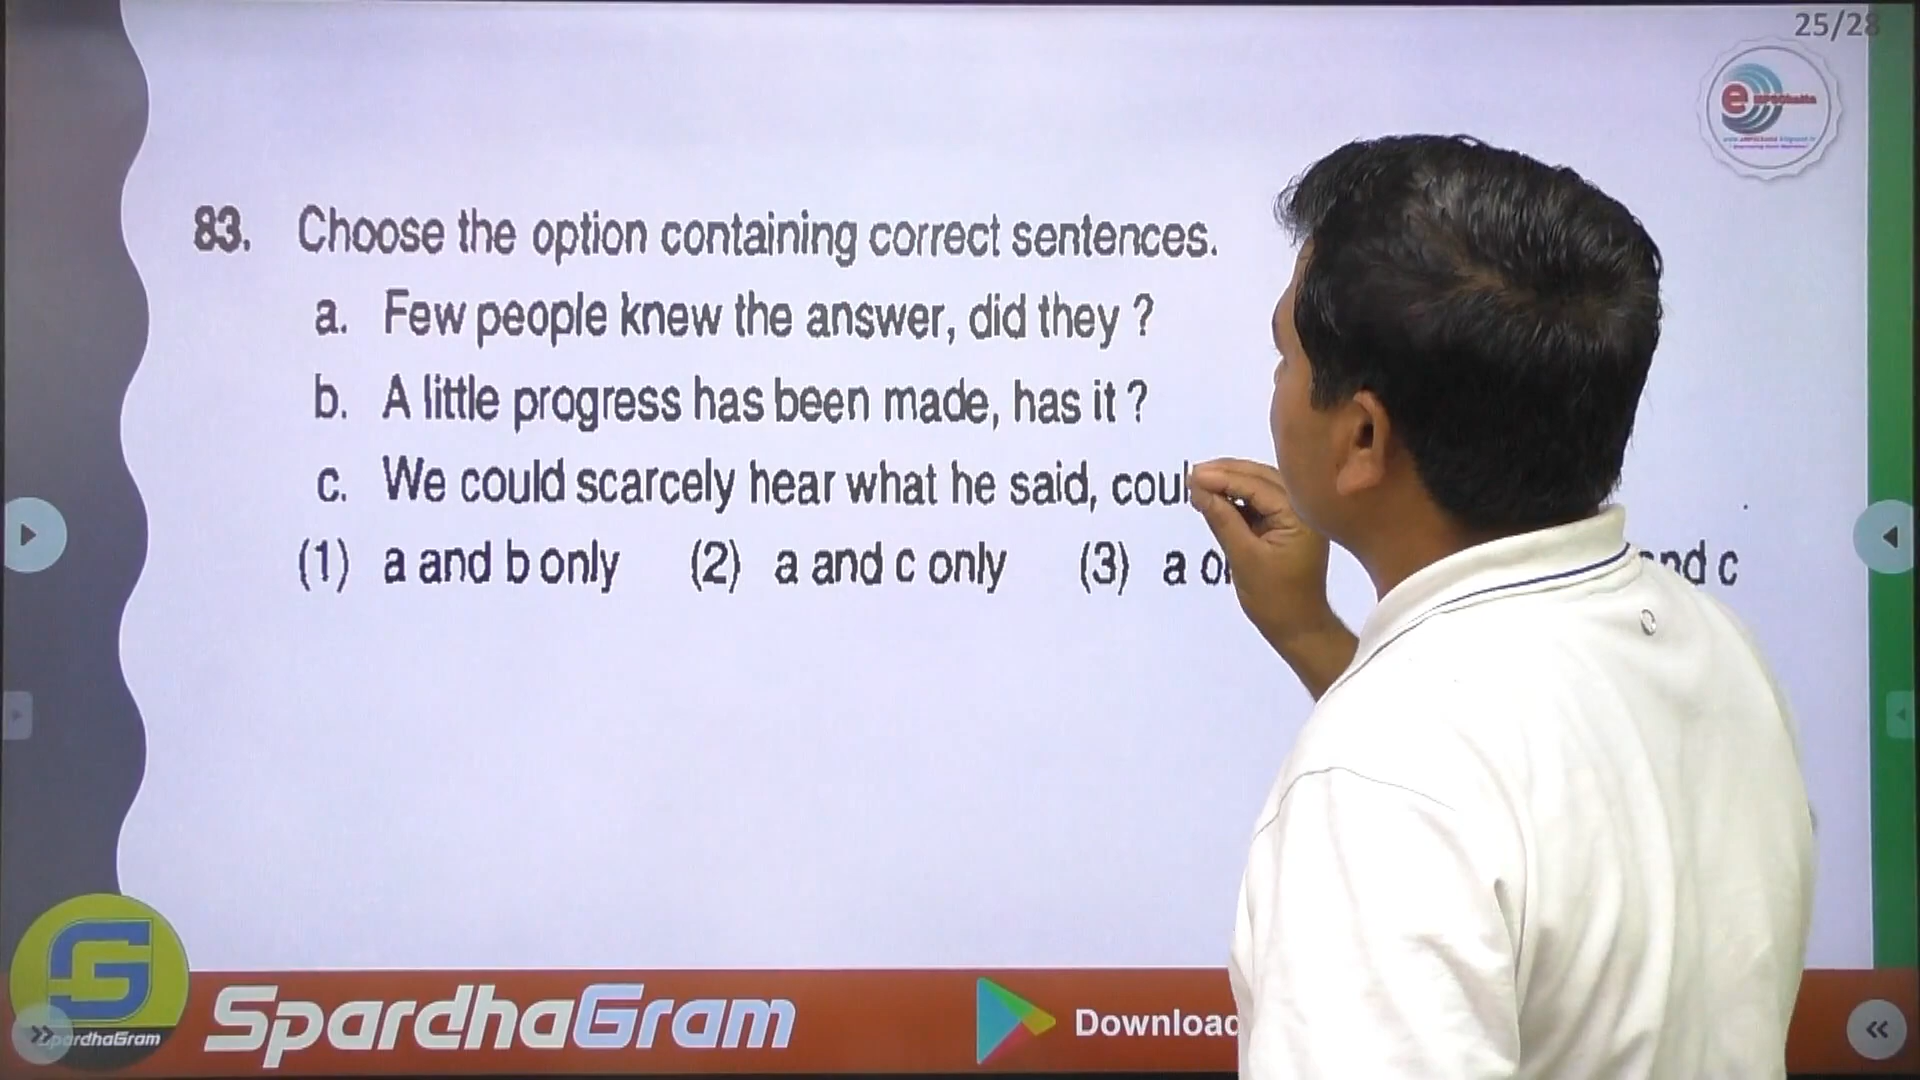 25/28
83. Choose the option containing correct sentences.
a. Few people knew the answer, did they ?
b. A little progress has been made, has it ?
c. We could scarcely hear what he said,
(1) a and b only (2) a and c only (3) a
c
SpardhaGram
SpardhaGram
Download